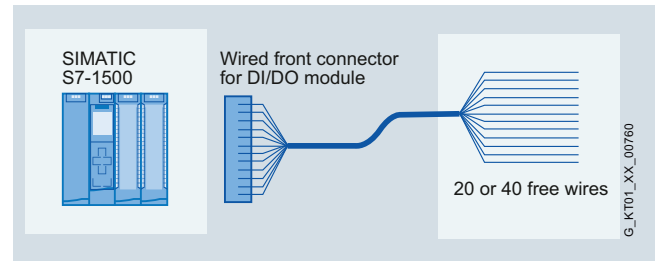 SIMATIC
S7-1500
Wired front connector
for DI/DO module
20 or 40 free wires
G_KT01_XX_00760